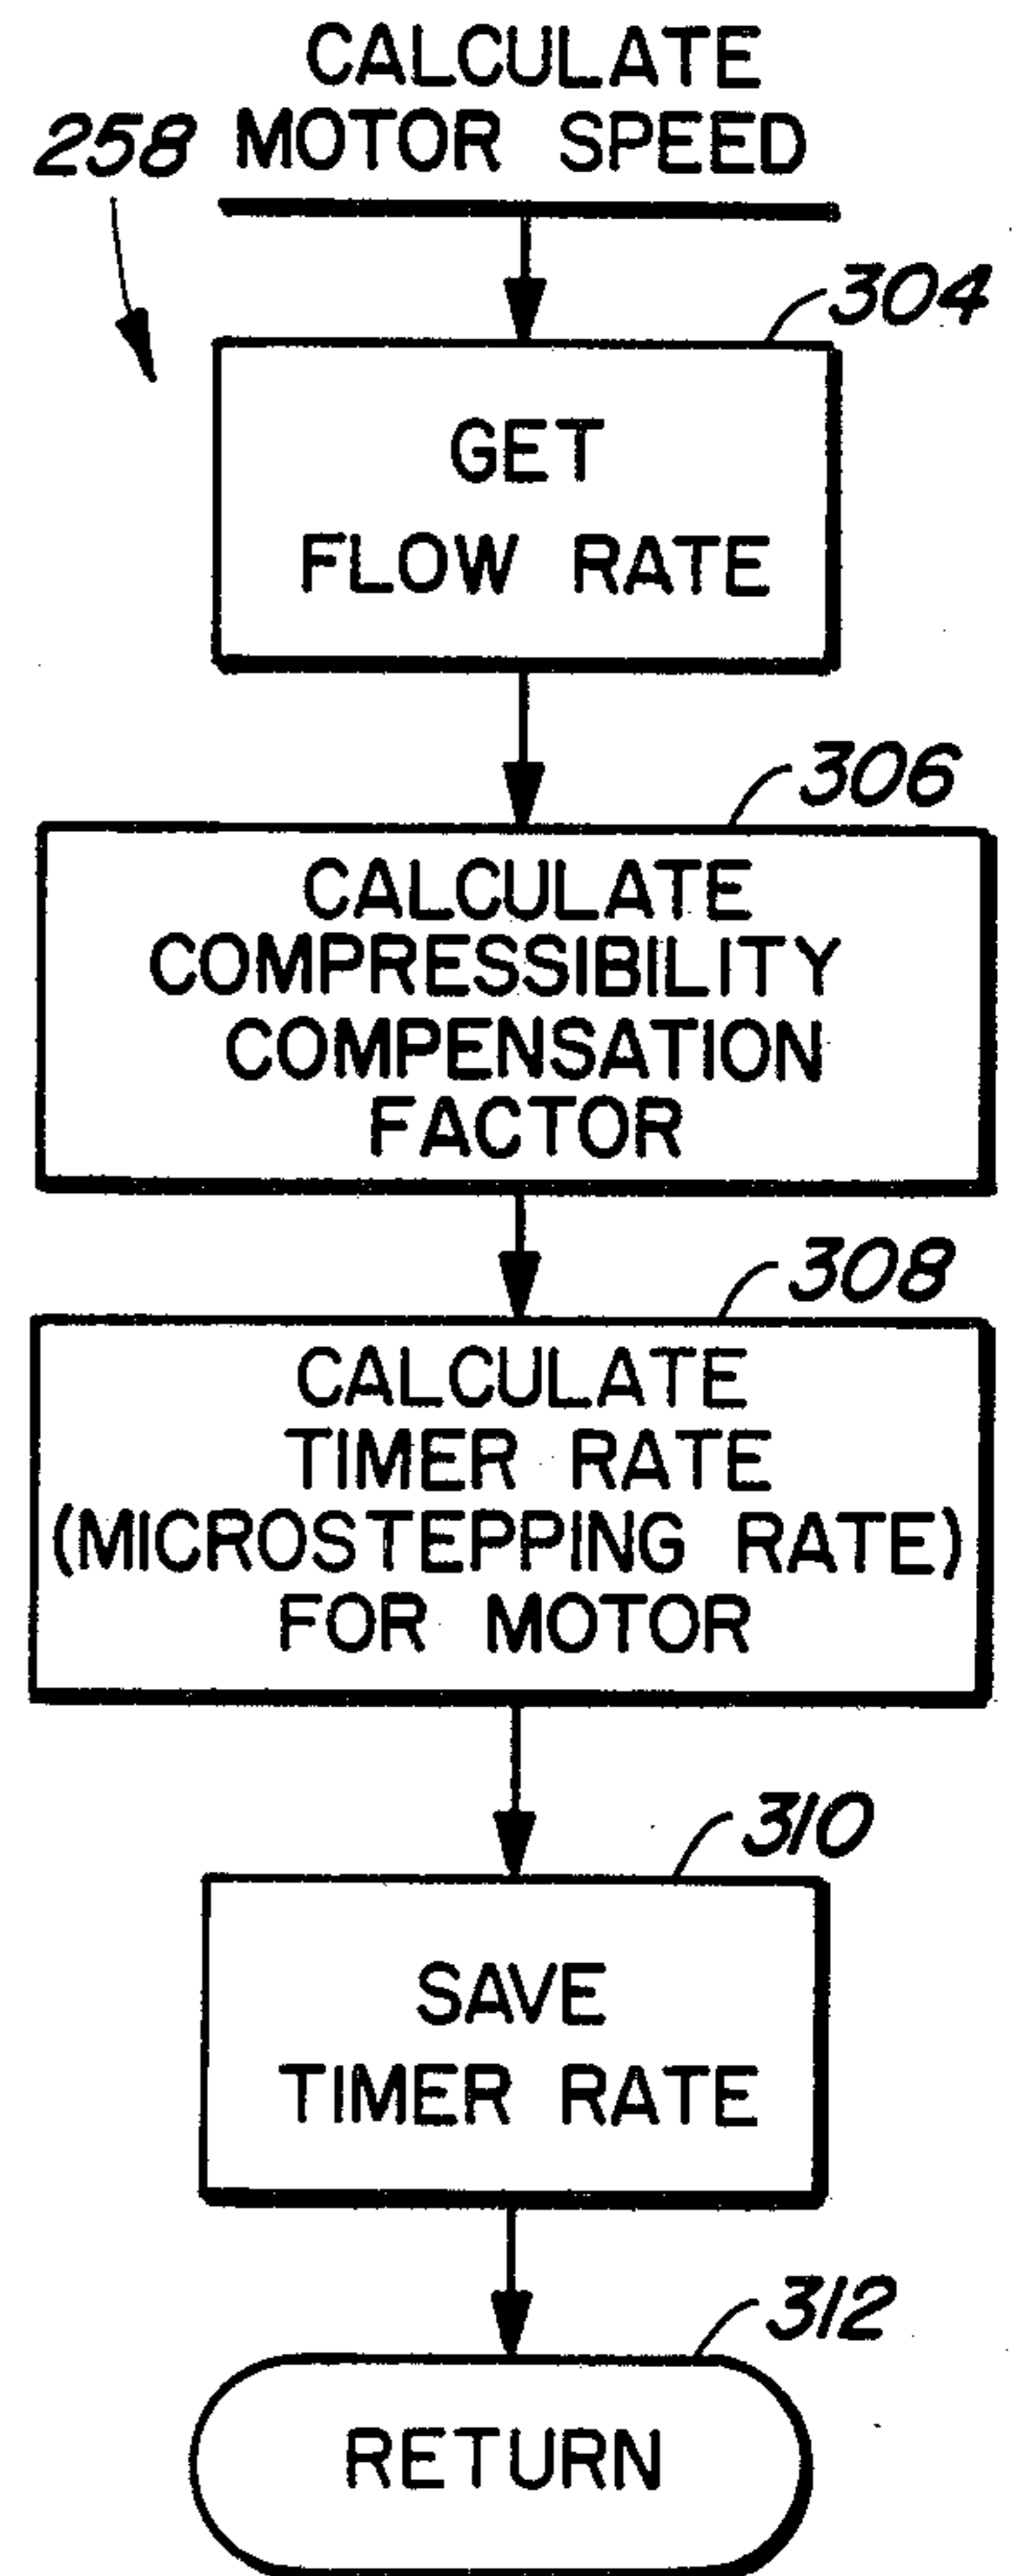 CALCULATE
258 MOTOR SPEED
304
GET
FLOW RATE
306
CALCULATE
COMPRESSIBILITY
COMPENSATION
FACTOR
308
CALCULATE
TIMER RATE
(MICROSTEPPING RATE)
FOR MOTOR
310
SAVE
TIMER RATE
312
RETURN